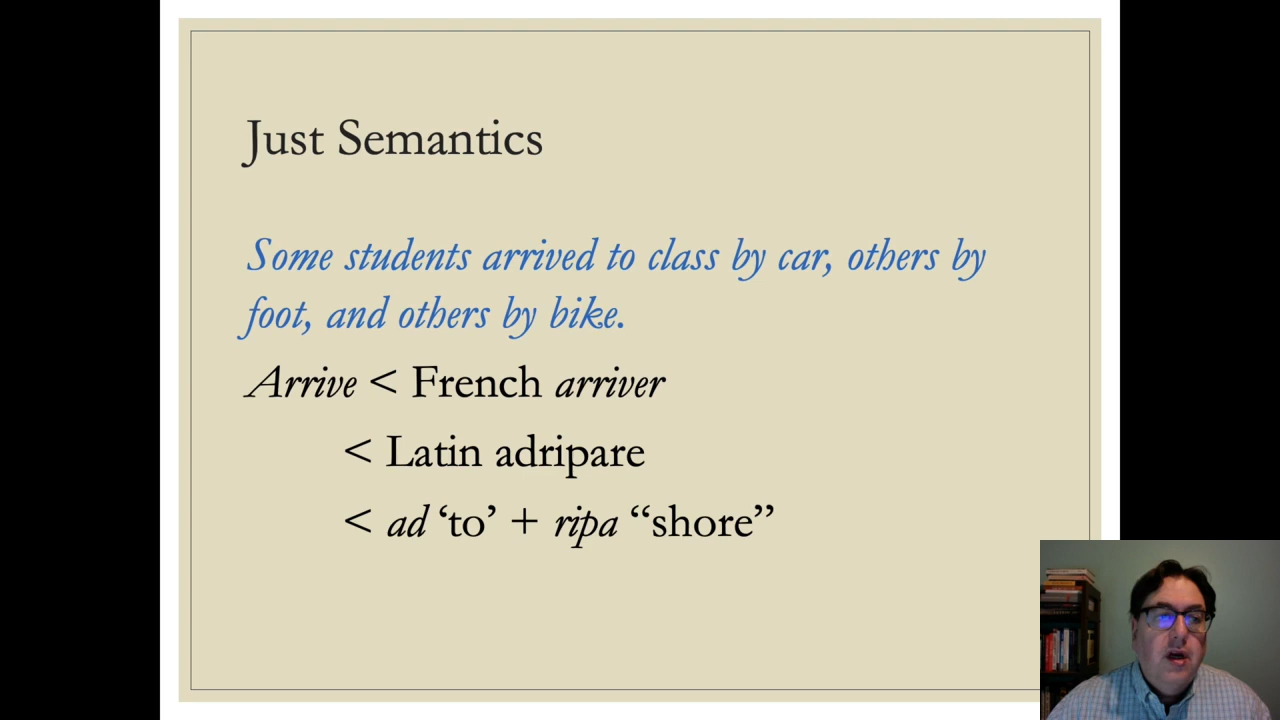 Just Semantics
Some students arrived to class by car, others by
foot, and others by bike.
Arrive < French arriver
< Latin adripare
< ad ‘to’ + ripa “shore”